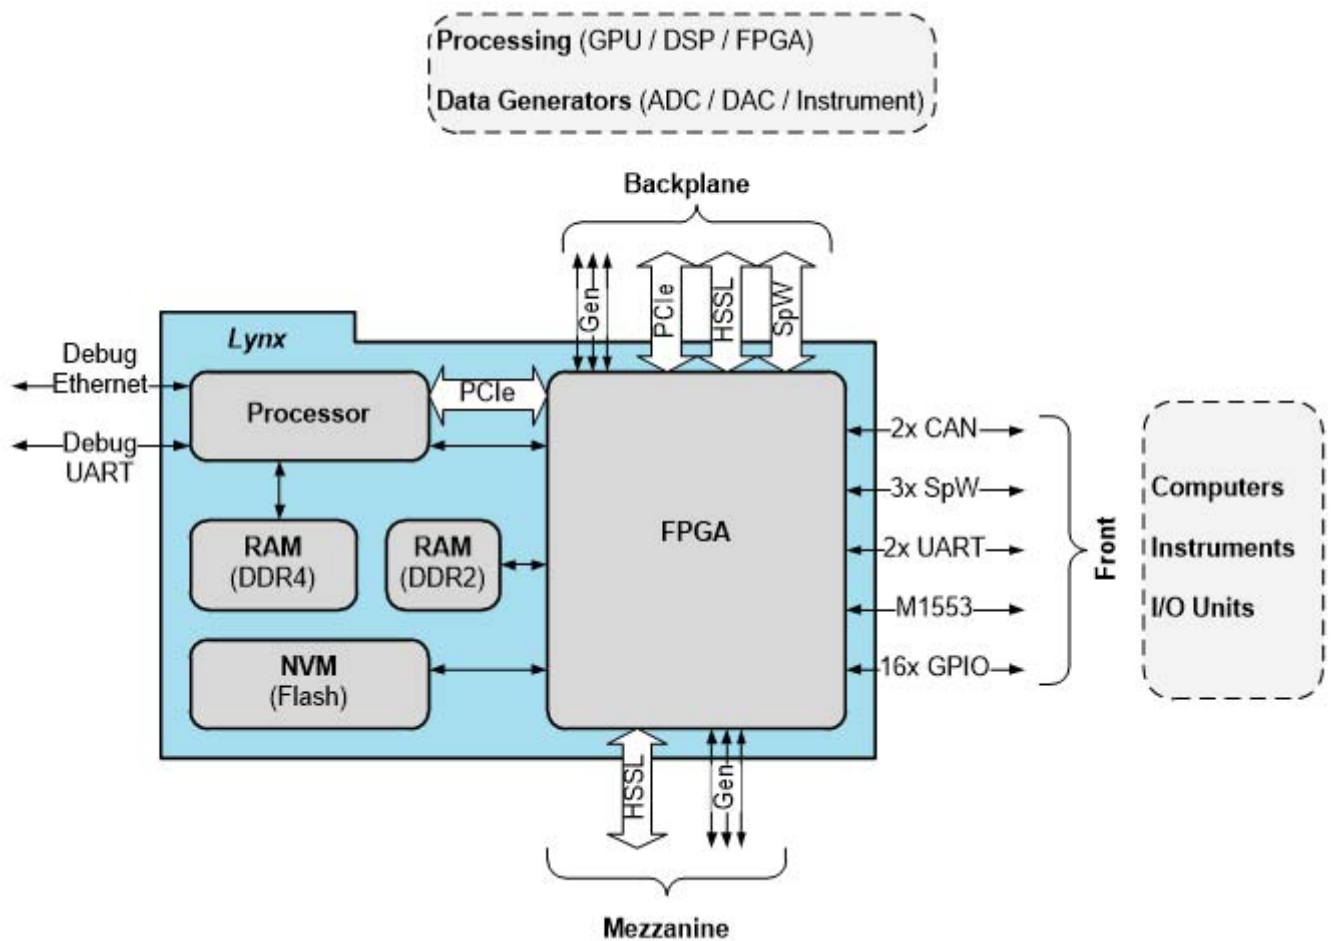 Processing (GPU / DSP / FPGA)
Data Generators (ADC / DAC / Instrument)
Backplane
Gen
PCIe
HSSL
SpW
Lynx
Debug
Ethernet
Debug
UART
Processor
PCIe
RAM
(DDR4)
RAM
(DDR2)
NVM
(Flash)
FPGA
2x CAN
3x SpW
2x UART
M1553
16x GPIO
Front
Computers
Instruments
I/O Units
HSSL
Gen
Mezzanine